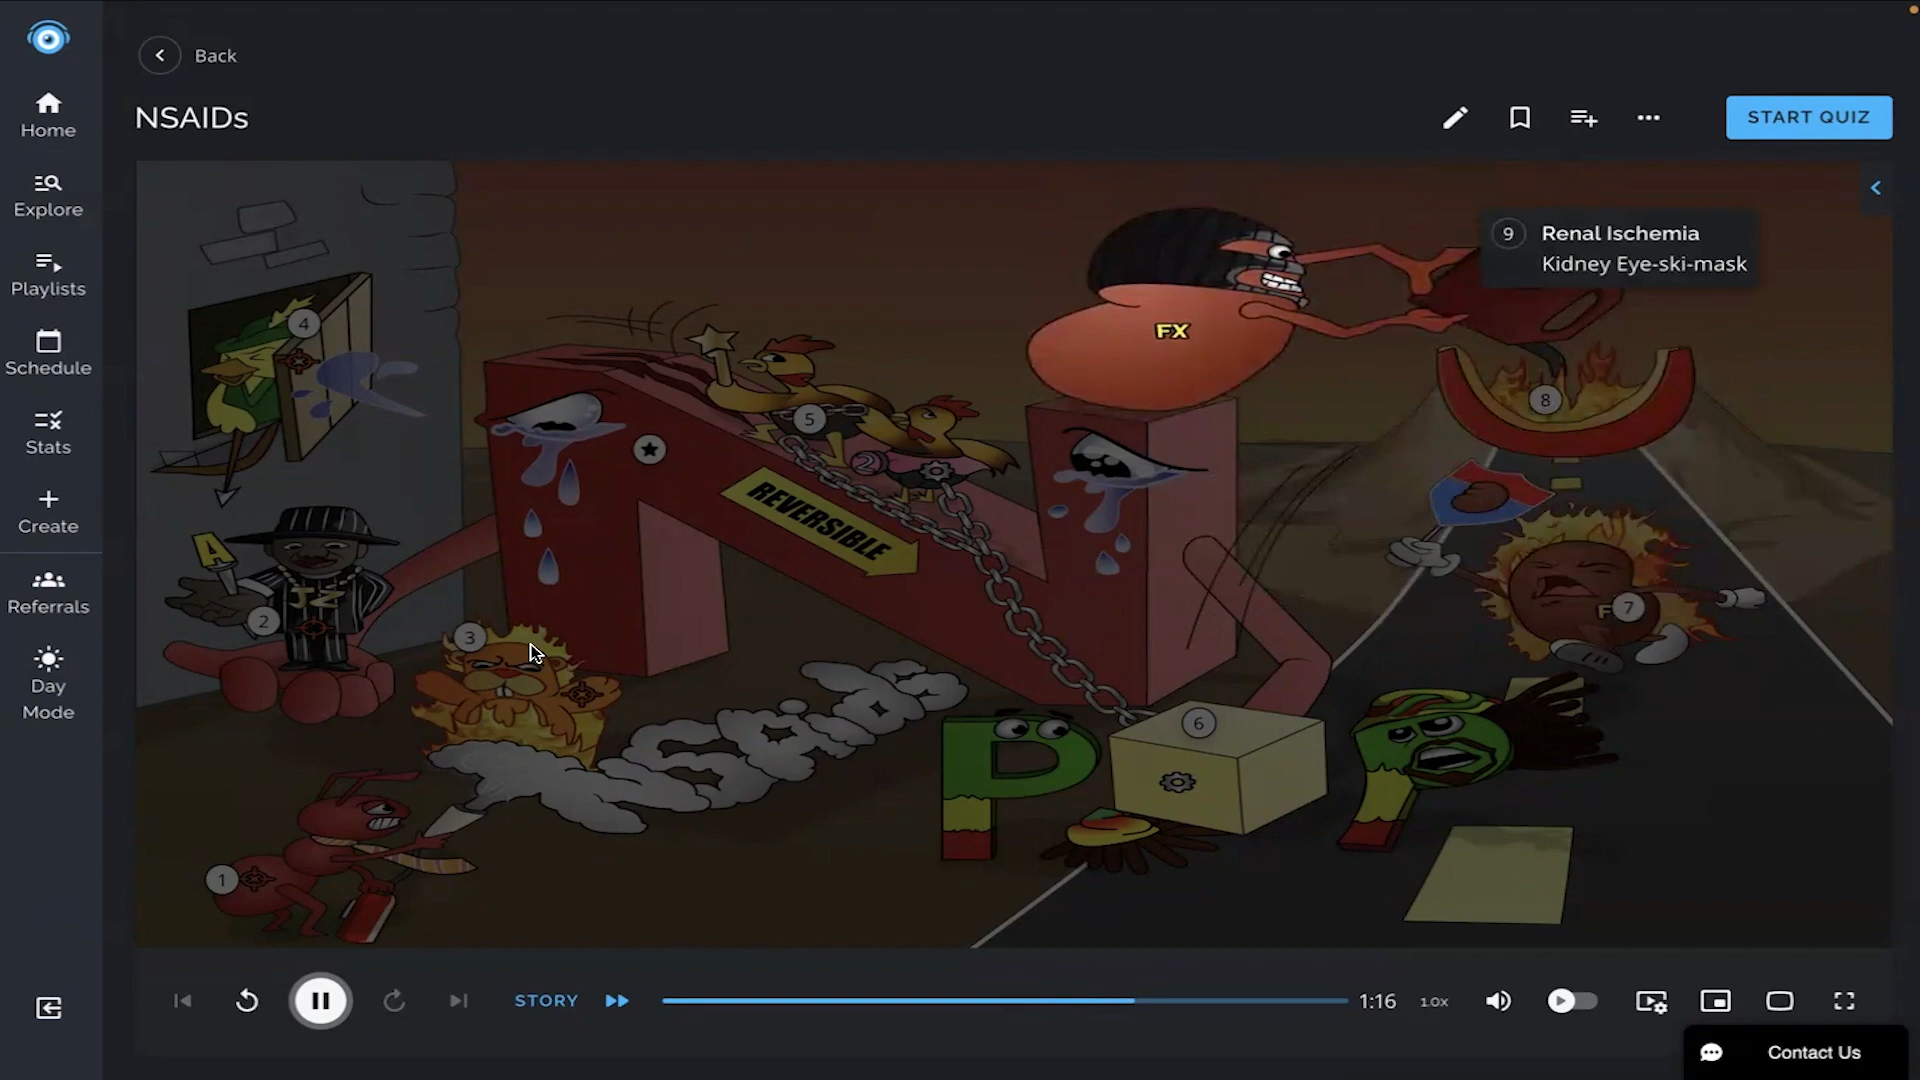 Back
NSAIDs
START QUIZ
Home
Explore
Playlists
Schedule
Stats
Create
Referrals
Day
Mode
9 Renal Ischemia
Kidney Eye-ski-mask
FX
4
5
8
2
REVERSIBLE
A
JZ
2
3
7
F
NSAIDS
P
6
1
STORY
1:16
1.0x
Contact Us